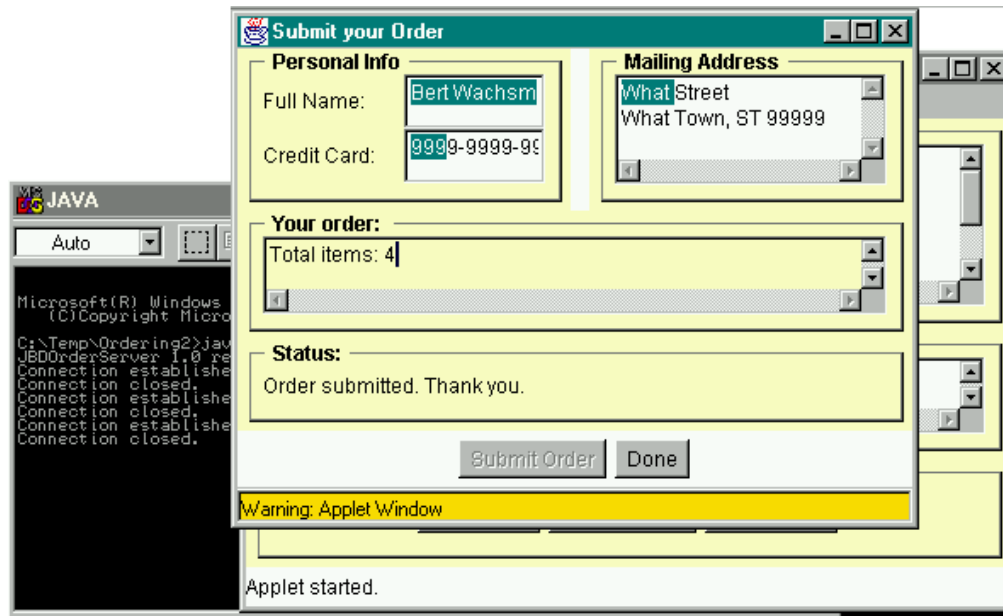 Submit your Order
Personal Info
Full Name:
Bert Wachsm
Credit Card:
9999-9999-99
Mailing Address
What Street
What Town, ST 99999
Your order:
Total items: 4
Status:
Order submitted. Thank you.
Submit Order
Done
Warning: Applet Window
JAVA
Auto
Microsoft(R) Windows
(C)Copyright Micro
C:\Temp\Ordering2>jav
JBDOrderServer 1.0 re
Connection establishe
Connection closed.
Connection establishe
Connection closed.
Connection establishe
Connection closed.
Applet started.